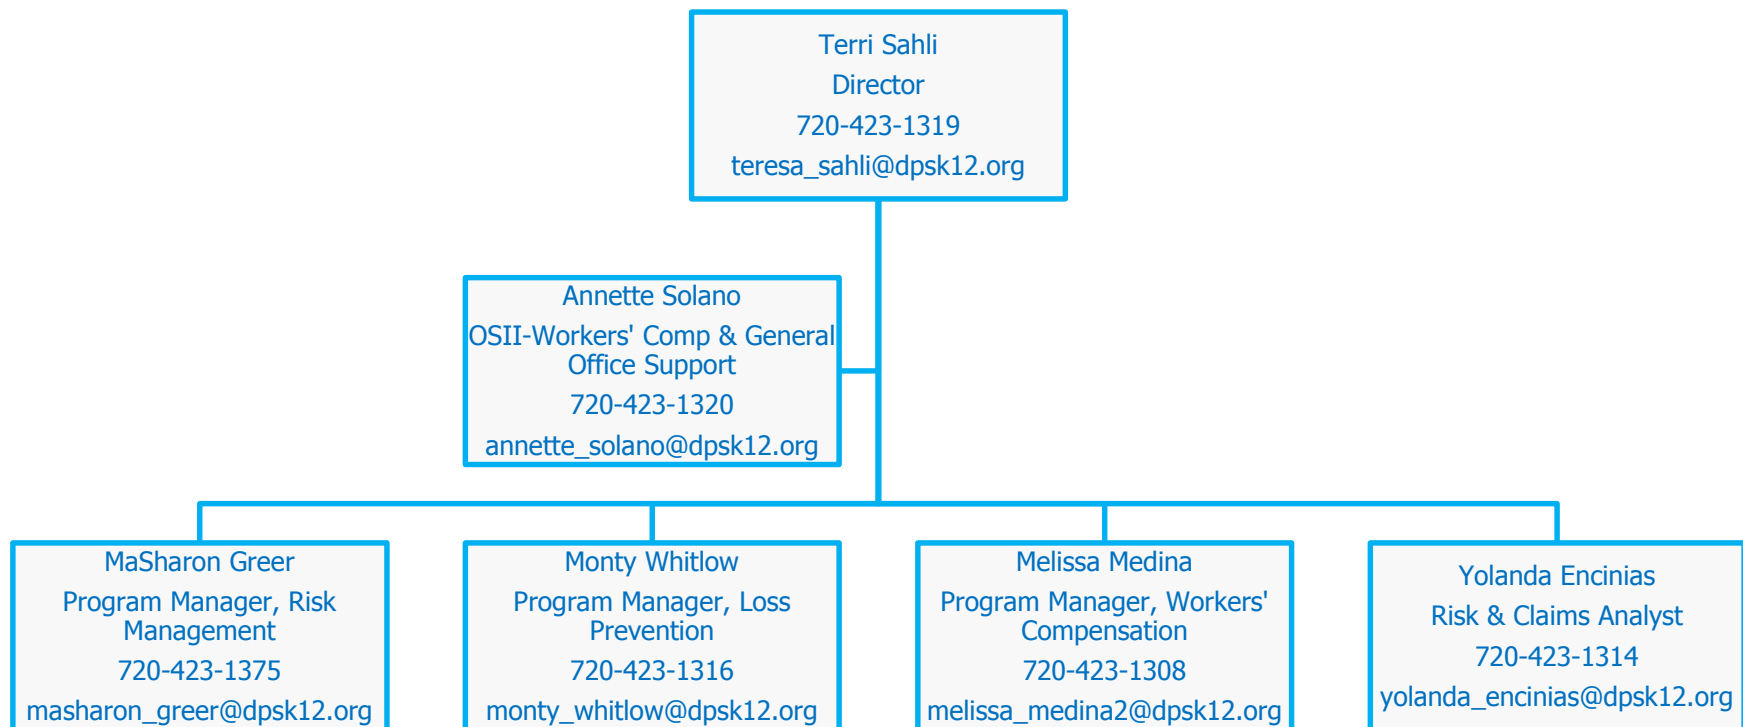 Terri Sahli
Director
720-423-1319
teresa_sahli@dpsk12.org
Annette Solano
OSII-Workers' Comp & General
Office Support
720-423-1320
annette_solano@dpsk12.org
MaSharon Greer
Program Manager, Risk
Management
720-423-1375
masharon_greer@dpsk12.org
Monty Whitlow
Program Manager, Loss
Prevention
720-423-1316
monty_whitlow@dpsk12.org
Melissa Medina
Program Manager, Workers'
Compensation
720-423-1308
melissa_medina2@dpsk12.org
Yolanda Encinias
Risk & Claims Analyst
720-423-1314
yolanda_encinias@dpsk12.org